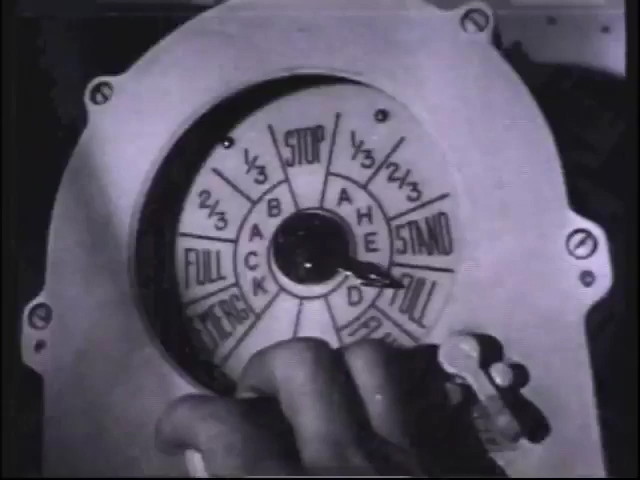 STOP
1/3
2/3
STAND
FULL
AHEAD
1/3
2/3
FULL
EMERG
BACK